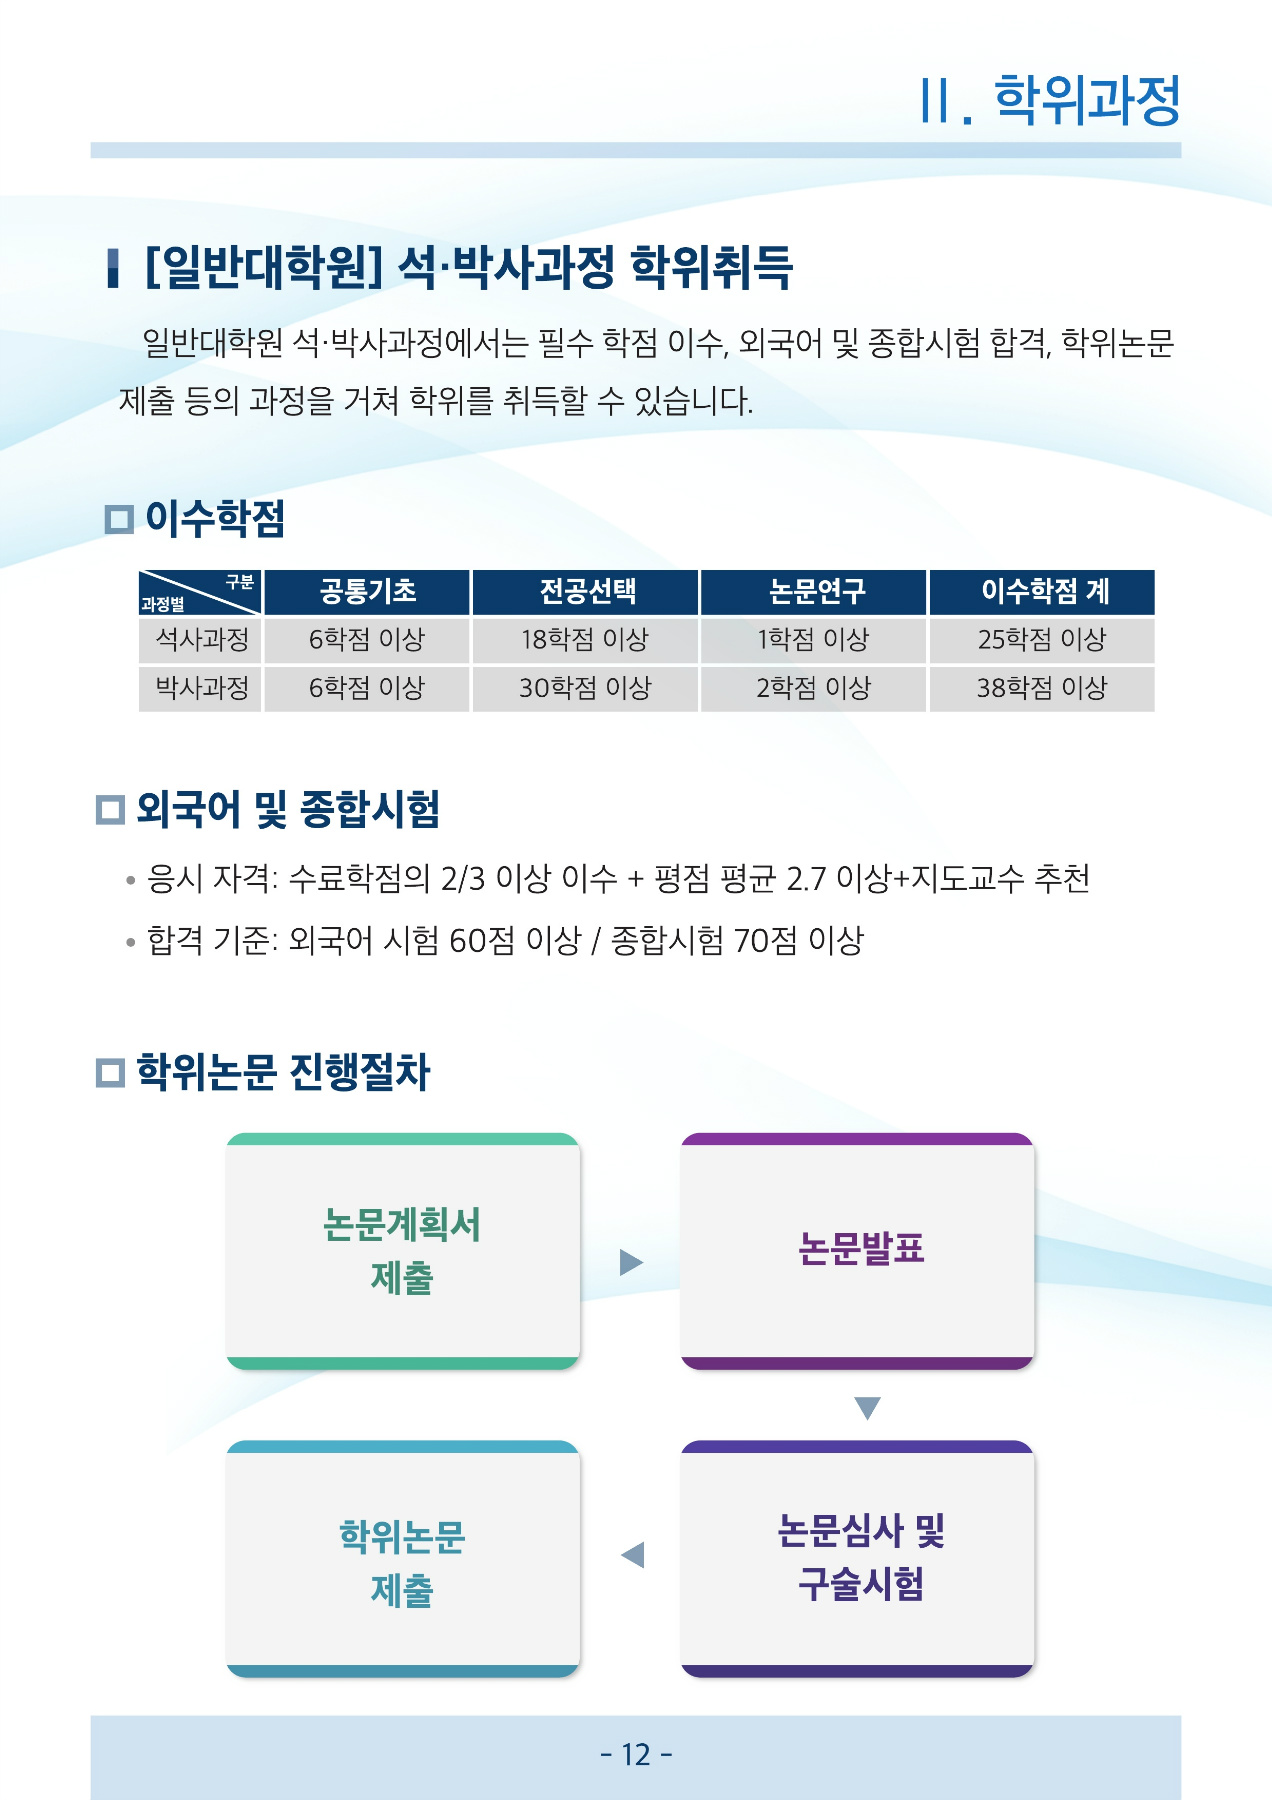 Ⅱ. 학위과정
[일반대학원] 석·박사과정 학위취득
일반대학원 석·박사과정에서는 필수 학점 이수, 외국어 및 종합시험 합격, 학위논문
제출 등의 과정을 거쳐 학위를 취득할 수 있습니다.
이수학점
구분
과정별
공통기초 전공선택 논문연구 이수학점 계
석사과정 6학점 이상 18학점 이상 1학점 이상 25학점 이상
박사과정 6학점 이상 30학점 이상 2학점 이상 38학점 이상
외국어 및 종합시험
• 응시 자격: 수료학점의 2/3 이상 이수 + 평점 평균 2.7 이상+지도교수 추천
• 합격 기준: 외국어 시험 60점 이상 / 종합시험 70점 이상
학위논문 진행절차
논문계획서
제출
논문발표
논문심사 및
구술시험
학위논문
제출
- 12 -